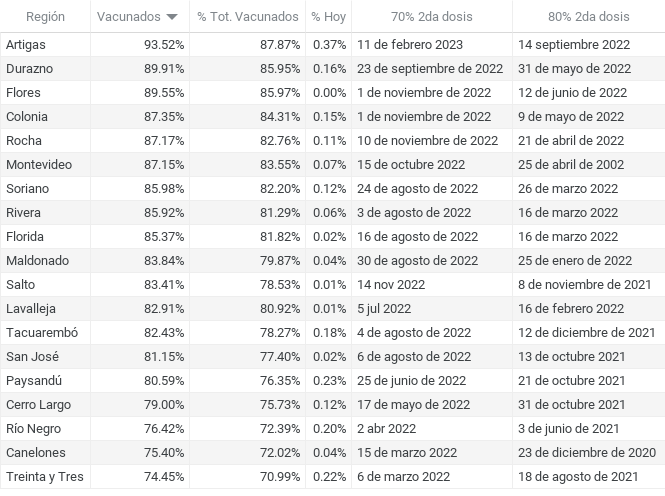 Región Vacunados % Tot. Vacunados % Hoy 70% 2da dosis 80% 2da dosis
Artigas 93.52% 87.87% 0.37% 11 de febrero 2023 14 septiembre 2022
Durazno 89.91% 85.95% 0.16% 23 de septiembre de 2022 31 de mayo de 2022
Flores 89.55% 85.97% 0.00% 1 de noviembre de 2022 12 de junio de 2022
Colonia 87.35% 84.31% 0.15% 1 de noviembre de 2022 9 de mayo de 2022
Rocha 87.17% 82.76% 0.11% 10 de noviembre de 2022 21 de abril de 2022
Montevideo 87.15% 83.55% 0.07% 15 de octubre 2022 25 de abril de 2002
Soriano 85.98% 82.20% 0.12% 24 de agosto de 2022 26 de marzo 2022
Rivera 85.92% 81.29% 0.06% 3 de agosto de 2022 16 de marzo 2022
Florida 85.37% 81.82% 0.02% 16 de agosto de 2022 16 de marzo 2022
Maldonado 83.84% 79.87% 0.04% 30 de agosto de 2022 25 de enero de 2022
Salto 83.41% 78.53% 0.01% 14 nov 2022 8 de noviembre de 2021
Lavalleja 82.91% 80.92% 0.01% 5 jul 2022 16 de febrero 2022
Tacuarembó 82.43% 78.27% 0.18% 4 de agosto de 2022 12 de diciembre de 2021
San José 81.15% 77.40% 0.02% 6 de agosto de 2022 13 de octubre 2021
Paysandú 80.59% 76.35% 0.23% 25 de junio de 2022 21 de octubre 2021
Cerro Largo 79.00% 75.73% 0.12% 17 de mayo de 2022 31 de octubre 2021
Río Negro 76.42% 72.39% 0.20% 2 abr 2022 3 de junio de 2021
Canelones 75.40% 72.02% 0.04% 15 de marzo 2022 23 de diciembre de 2020
Treinta y Tres 74.45% 70.99% 0.22% 6 de marzo 2022 18 de agosto de 2021